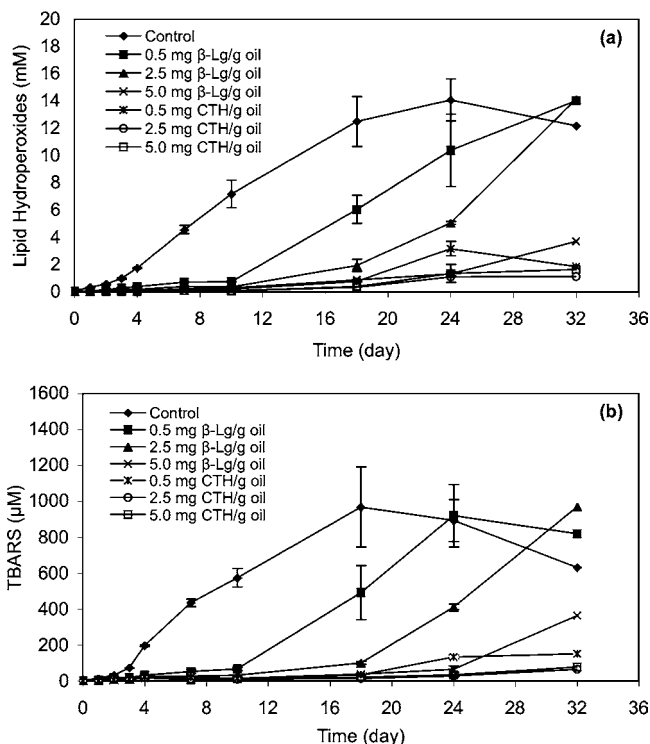 (a)
20
18
16
14
12
10
8
6
4
2
0
Lipid Hydroperoxides (mM)
Control
0.5 mg β-Lg/g oil
2.5 mg β-Lg/g oil
5.0 mg β-Lg/g oil
0.5 mg CTH/g oil
2.5 mg CTH/g oil
5.0 mg CTH/g oil
0 4 8 12 16 20 24 28 32 36
Time (day)
(b)
1600
1400
1200
1000
800
600
400
200
0
TBARS (µM)
Control
0.5 mg β-Lg/g oil
2.5 mg β-Lg/g oil
5.0 mg β-Lg/g oil
0.5 mg CTH/g oil
2.5 mg CTH/g oil
5.0 mg CTH/g oil
0 4 8 12 16 20 24 28 32 36
Time (day)